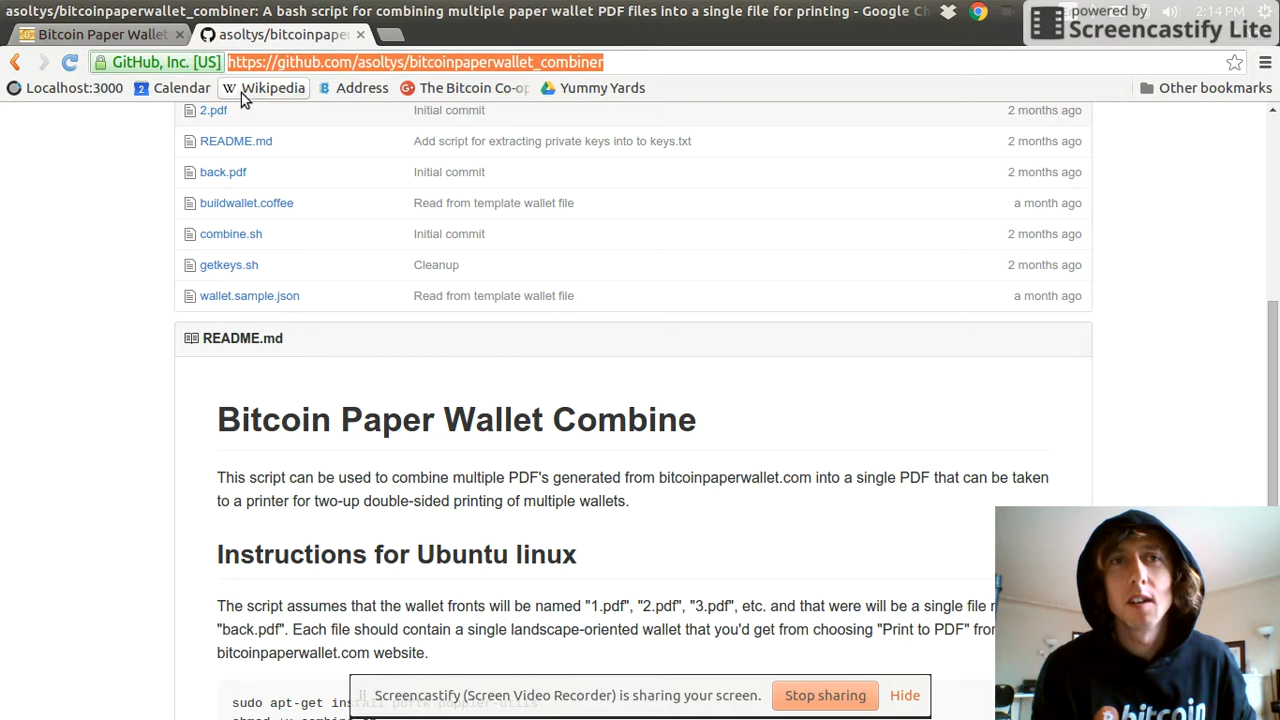 asoltys/bitcoinpaperwallet_combiner: A bash script for combining multiple paper wallet PDF files into a single file for printing - Google Ch
2:14 PM
powered by
Screencastify Lite
Bitcoin Paper Wallet
asoltys/bitcoinpaper
GitHub, Inc. [US]
https://github.com/asoltys/bitcoinpaperwallet_combiner
Localhost:3000
2 Calendar
W Wikipedia
Address
The Bitcoin Co-op
Yummy Yards
Other bookmarks
2.pdf Initial commit 2 months ago
README.md Add script for extracting private keys into to keys.txt 2 months ago
back.pdf Initial commit 2 months ago
buildwallet.coffee Read from template wallet file a month ago
combine.sh Initial commit 2 months ago
getkeys.sh Cleanup 2 months ago
wallet.sample.json Read from template wallet file a month ago
README.md
Bitcoin Paper Wallet Combine
This script can be used to combine multiple PDF's generated from bitcoinpaperwallet.com into a single PDF that can be taken
to a printer for two-up double-sided printing of multiple wallets.
Instructions for Ubuntu linux
The script assumes that the wallet fronts will be named "1.pdf", "2.pdf", "3.pdf", etc. and that were will be a single file
"back.pdf". Each file should contain a single landscape-oriented wallet that you'd get from choosing "Print to PDF" from
bitcoinpaperwallet.com website.
sudo apt-get install pdftk poppler-utils
Screencastify (Screen Video Recorder) is sharing your screen.
Stop sharing
Hide
bitcoin